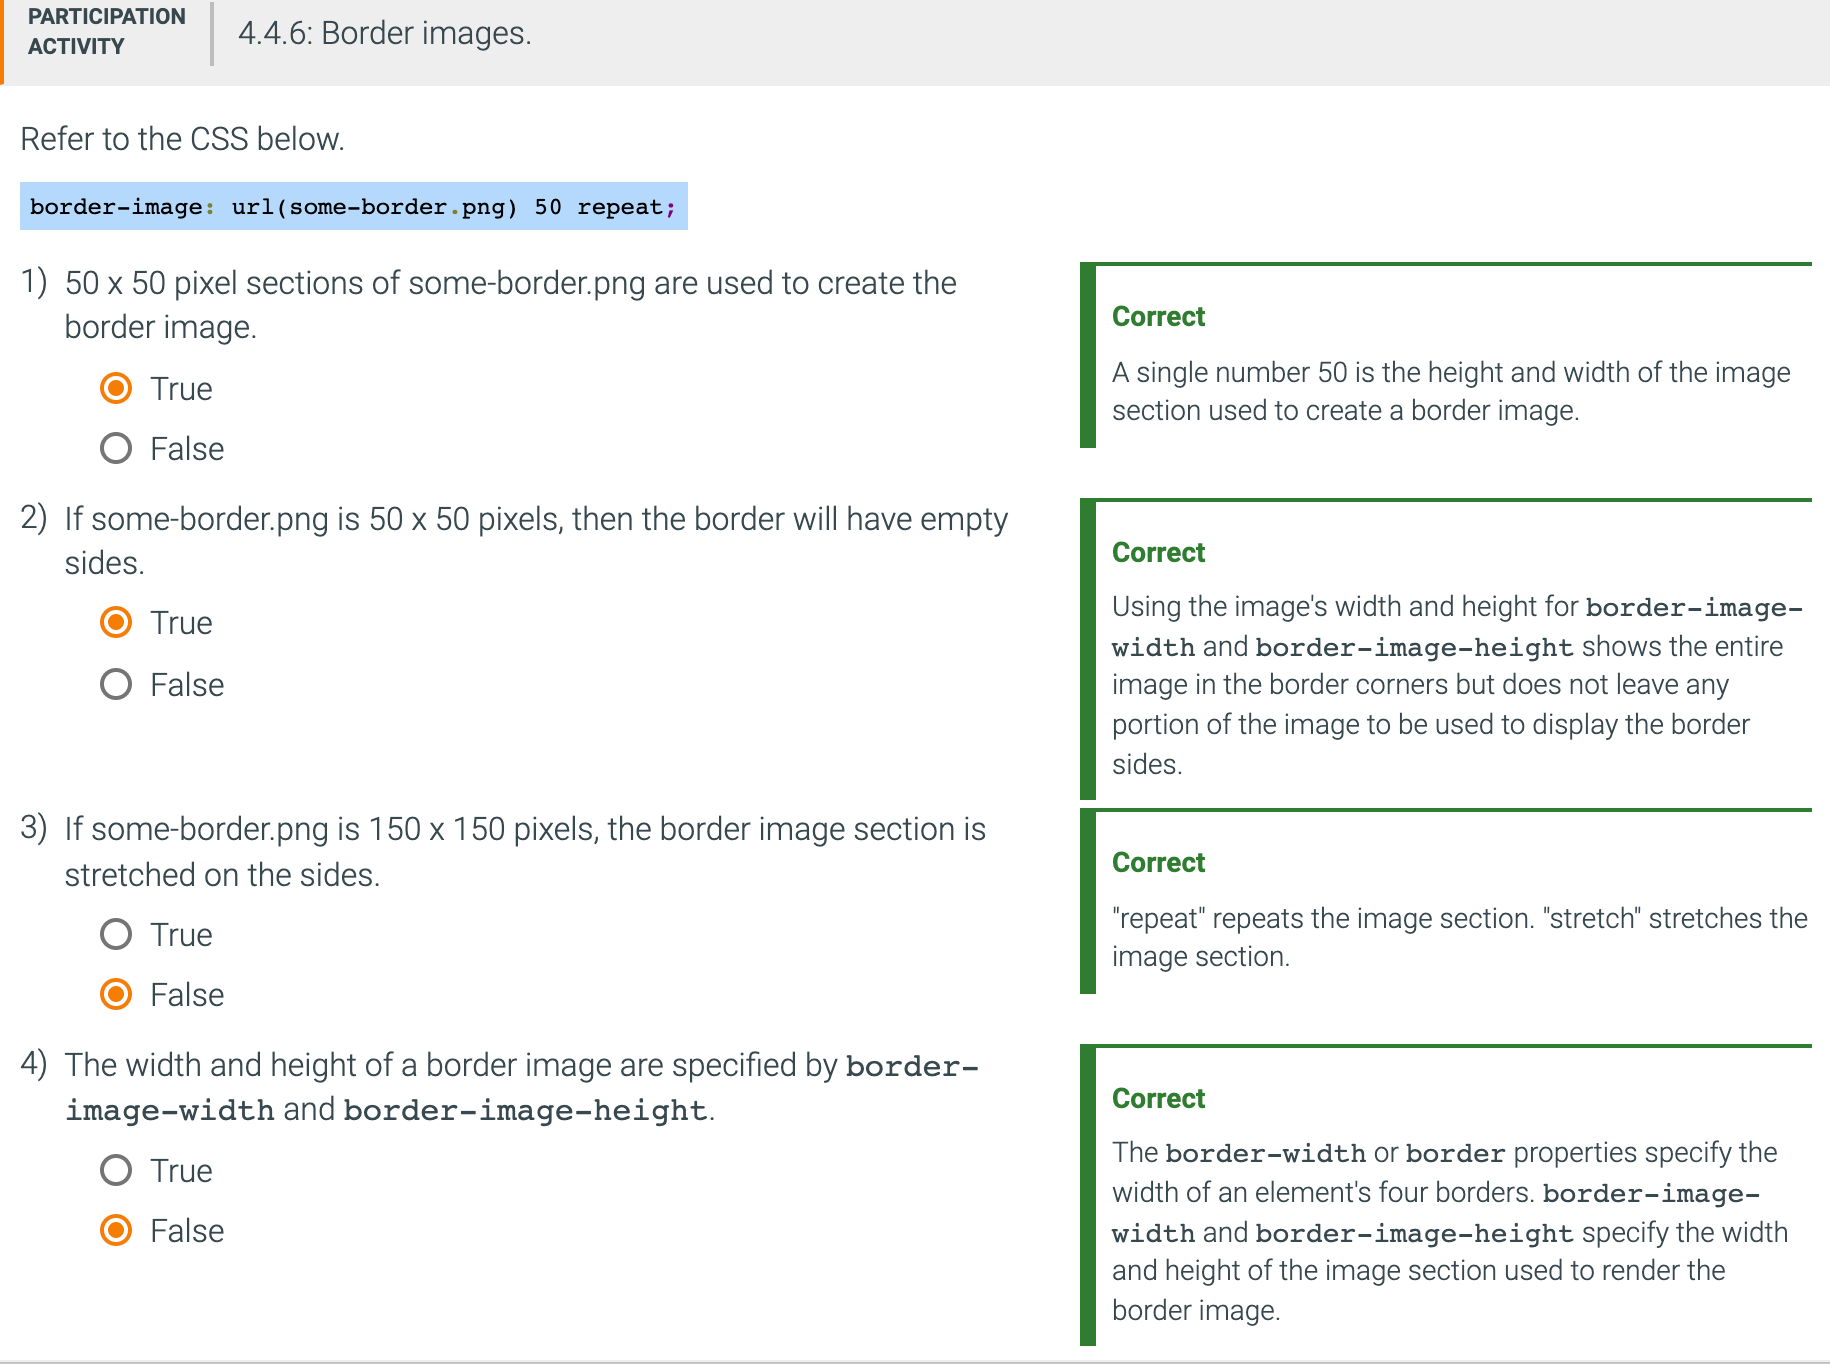 PARTICIPATION
ACTIVITY
4.4.6: Border images.
Refer to the CSS below.
border-image: url(some-border.png) 50 repeat;
1) 50 x 50 pixel sections of some-border.png are used to create the
border image.
True
False
Correct
A single number 50 is the height and width of the image
section used to create a border image.
2) If some-border.png is 50 x 50 pixels, then the border will have empty
sides.
True
False
Correct
Using the image's width and height for border-image-
width and border-image-height shows the entire
image in the border corners but does not leave any
portion of the image to be used to display the border
sides.
3) If some-border.png is 150 x 150 pixels, the border image section is
stretched on the sides.
True
False
Correct
"repeat" repeats the image section. "stretch" stretches the
image section.
4) The width and height of a border image are specified by border-
image-width and border-image-height.
True
False
Correct
The border-width or border properties specify the
width of an element's four borders. border-image-
width and border-image-height specify the width
and height of the image section used to render the
border image.